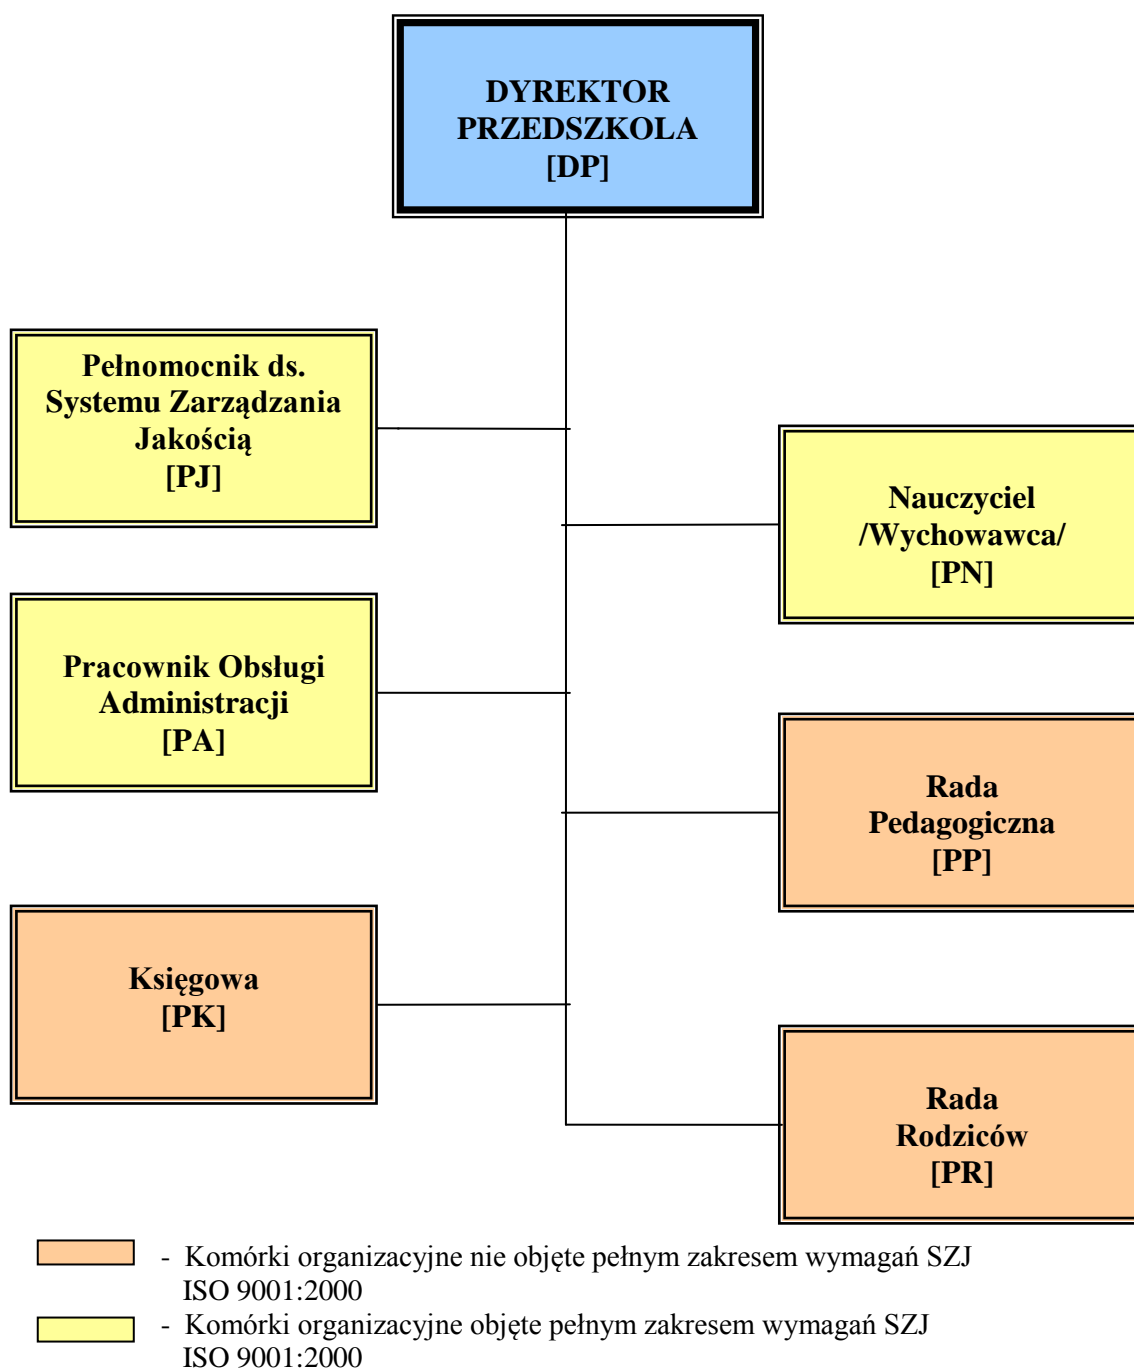 DYREKTOR
PRZEDSZKOLA
[DP]
Pełnomocnik ds.
Systemu Zarządzania
Jakością
[PJ]
Nauczyciel
/Wychowawca/
[PN]
Pracownik Obsługi
Administracji
[PA]
Rada
Pedagogiczna
[PP]
Księgowa
[PK]
Rada
Rodziców
[PR]
- Komórki organizacyjne nie objęte pełnym zakresem wymagań SZJ
ISO 9001:2000
- Komórki organizacyjne objęte pełnym zakresem wymagań SZJ
ISO 9001:2000